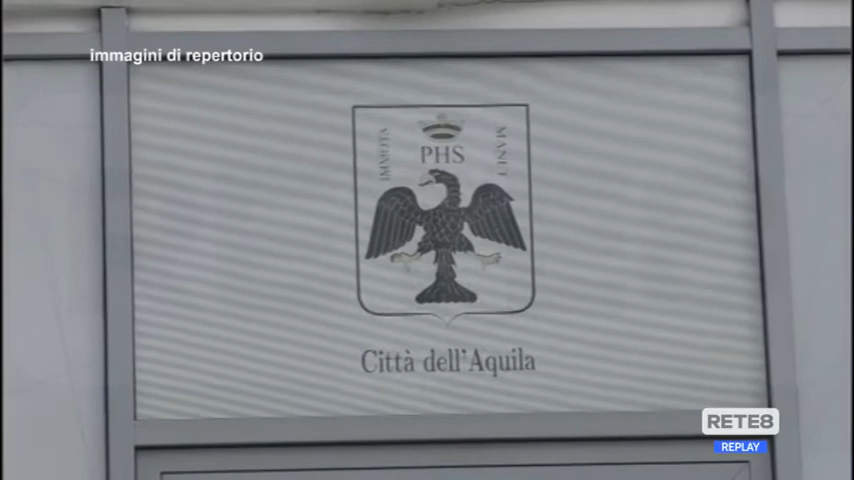 immagini di repertorio
IMMOTA
MANET
PHS
Città dell'Aquila
RETE8
REPLAY